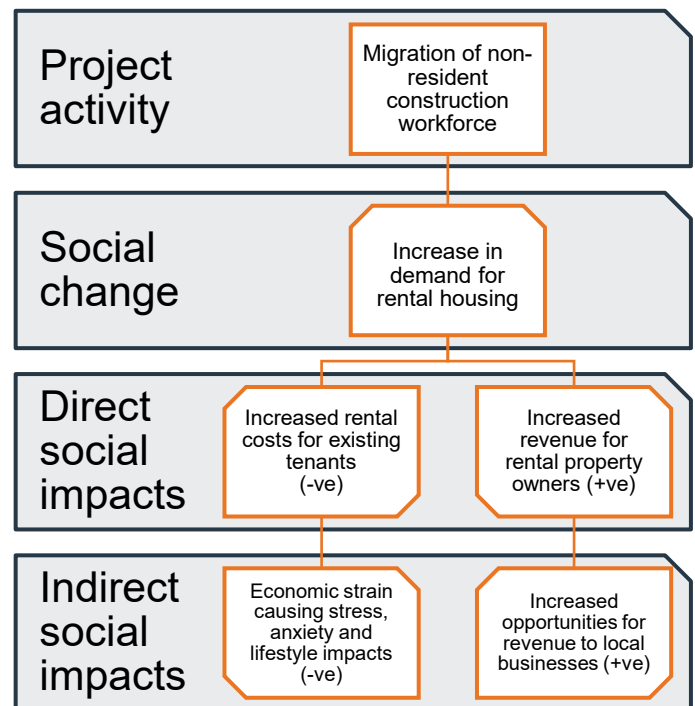 Project
activity
Migration of non-
resident
construction
workforce
Social
change
Increase in
demand for
rental housing
Direct
social
impacts
Increased rental
costs for existing
tenants
(-ve)
Increased
revenue for
rental property
owners (+ve)
Indirect
social
impacts
Economic strain
causing stress,
anxiety and
lifestyle impacts
(-ve)
Increased
opportunities for
revenue to local
businesses (+ve)